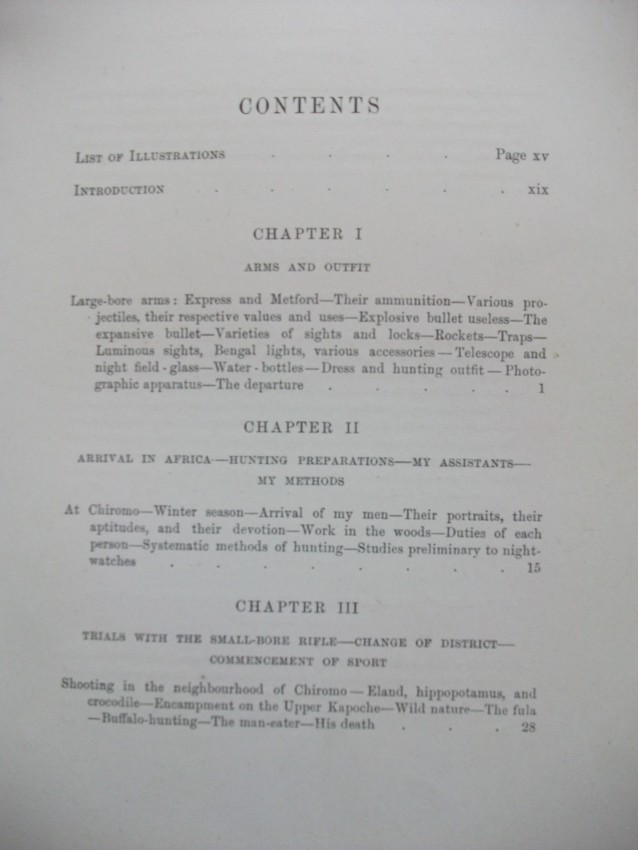 CONTENTS
LIST OF ILLUSTRATIONS . . . . Page xv
INTRODUCTION . . . . . . xix
CHAPTER I
ARMS AND OUTFIT
Large-bore arms: Express and Metford—Their ammunition—Various pro-
jectiles, their respective values and uses—Explosive bullet useless—The
expansive bullet—Varieties of sights and locks—Rockets—Traps—
Luminous sights, Bengal lights, various accessories—Telescope and
night field-glass—Water-bottles—Dress and hunting outfit—Photo-
graphic apparatus—The departure . . . . . 1
CHAPTER II
ARRIVAL IN AFRICA—HUNTING PREPARATIONS—MY ASSISTANTS—
MY METHODS
At Chiromo—Winter season—Arrival of my men—Their portraits, their
aptitudes, and their devotion—Work in the woods—Duties of each
person—Systematic methods of hunting—Studies preliminary to night-
watches . . . . . . . 15
CHAPTER III
TRIALS WITH THE SMALL-BORE RIFLE—CHANGE OF DISTRICT—
COMMENCEMENT OF SPORT
Shooting in the neighbourhood of Chiromo—Eland, hippopotamus, and
crocodile—Encampment on the Upper Kapoche—Wild nature—The fula
—Buffalo-hunting—The man-eater—His death . . . 28